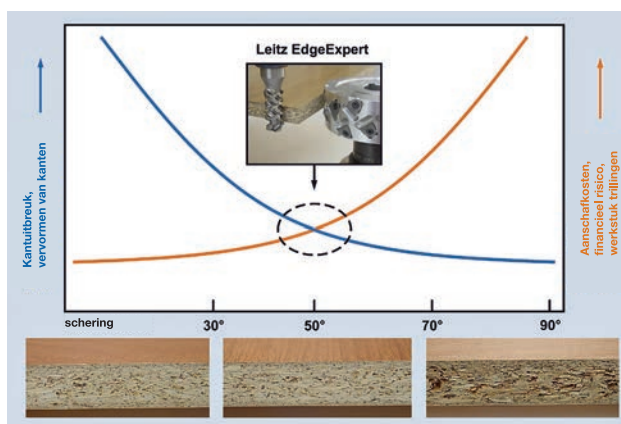 Leitz EdgeExpert
Kantuitbreuk,
vervormen van kanten
Aanschafkosten,
financieel risico,
werkstuk trillingen
schering
30°
50°
70°
90°